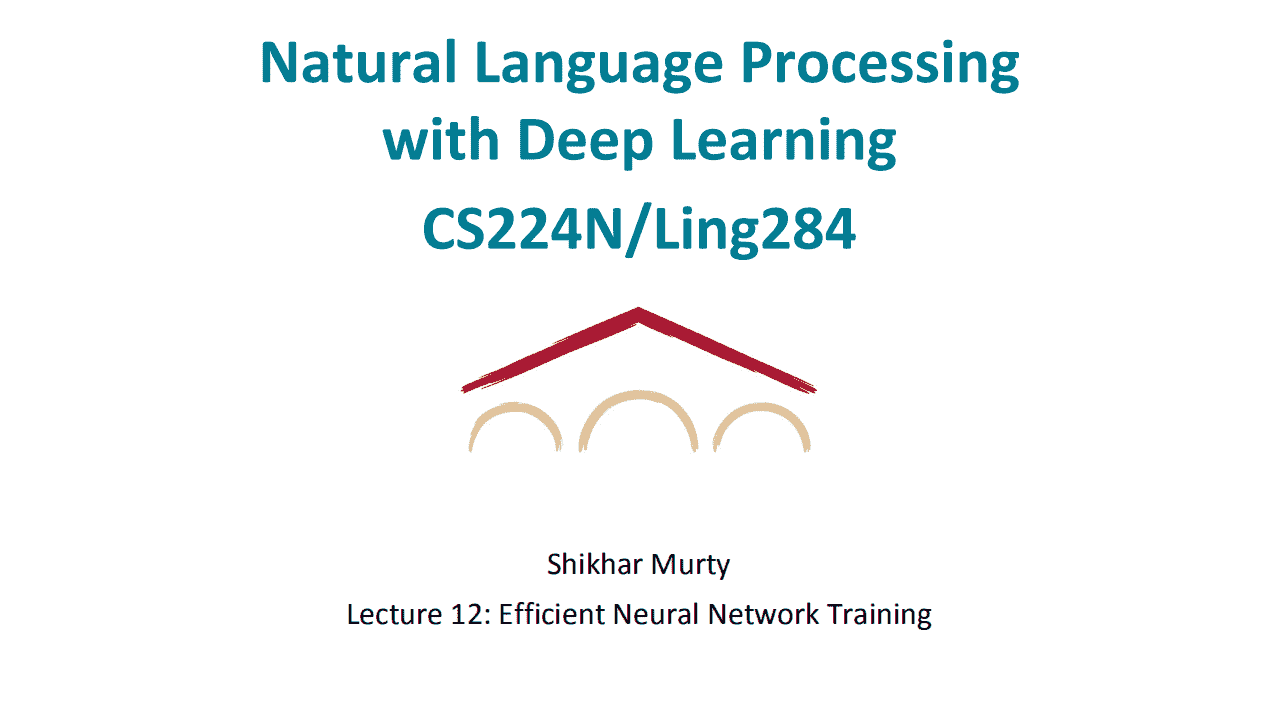 Natural Language Processing
with Deep Learning
CS224N/Ling284
Shikhar Murty
Lecture 12: Efficient Neural Network Training